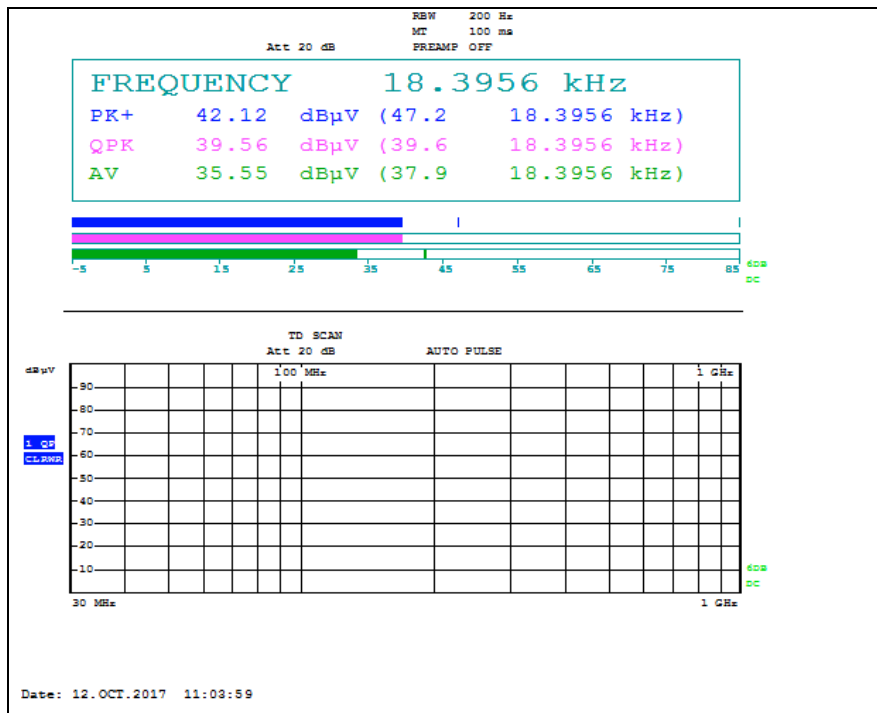 RBW 200 Hz
MT 100 ms
Att 20 dB PREAMP OFF
FREQUENCY 18.3956 kHz
PK+ 42.12 dBµV (47.2 18.3956 kHz)
QPK 39.56 dBµV (39.6 18.3956 kHz)
AV 35.55 dBµV (37.9 18.3956 kHz)
-5 5 15 25 35 45 55 65 75 85 6DB
DC
TD SCAN
Att 20 dB AUTO PULSE
dBµV 100 MHz 1 GHz
90
80
70
1 QP
60
CLRWR
50
40
30
20
10 6DB
DC
30 MHz 1 GHz
Date: 12.OCT.2017 11:03:59